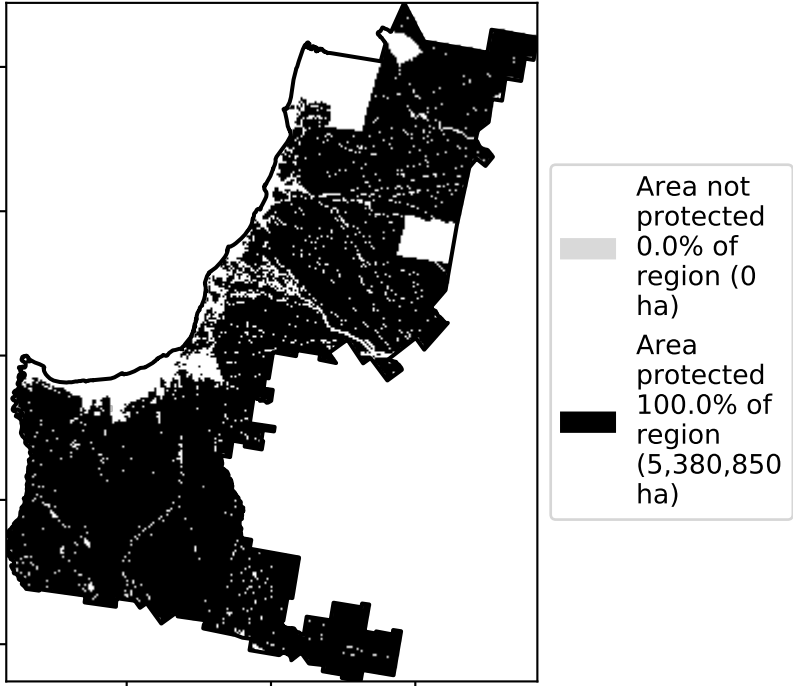 Area not
protected
0.0% of
region (0
ha)
Area
protected
100.0% of
region
(5,380,850
ha)